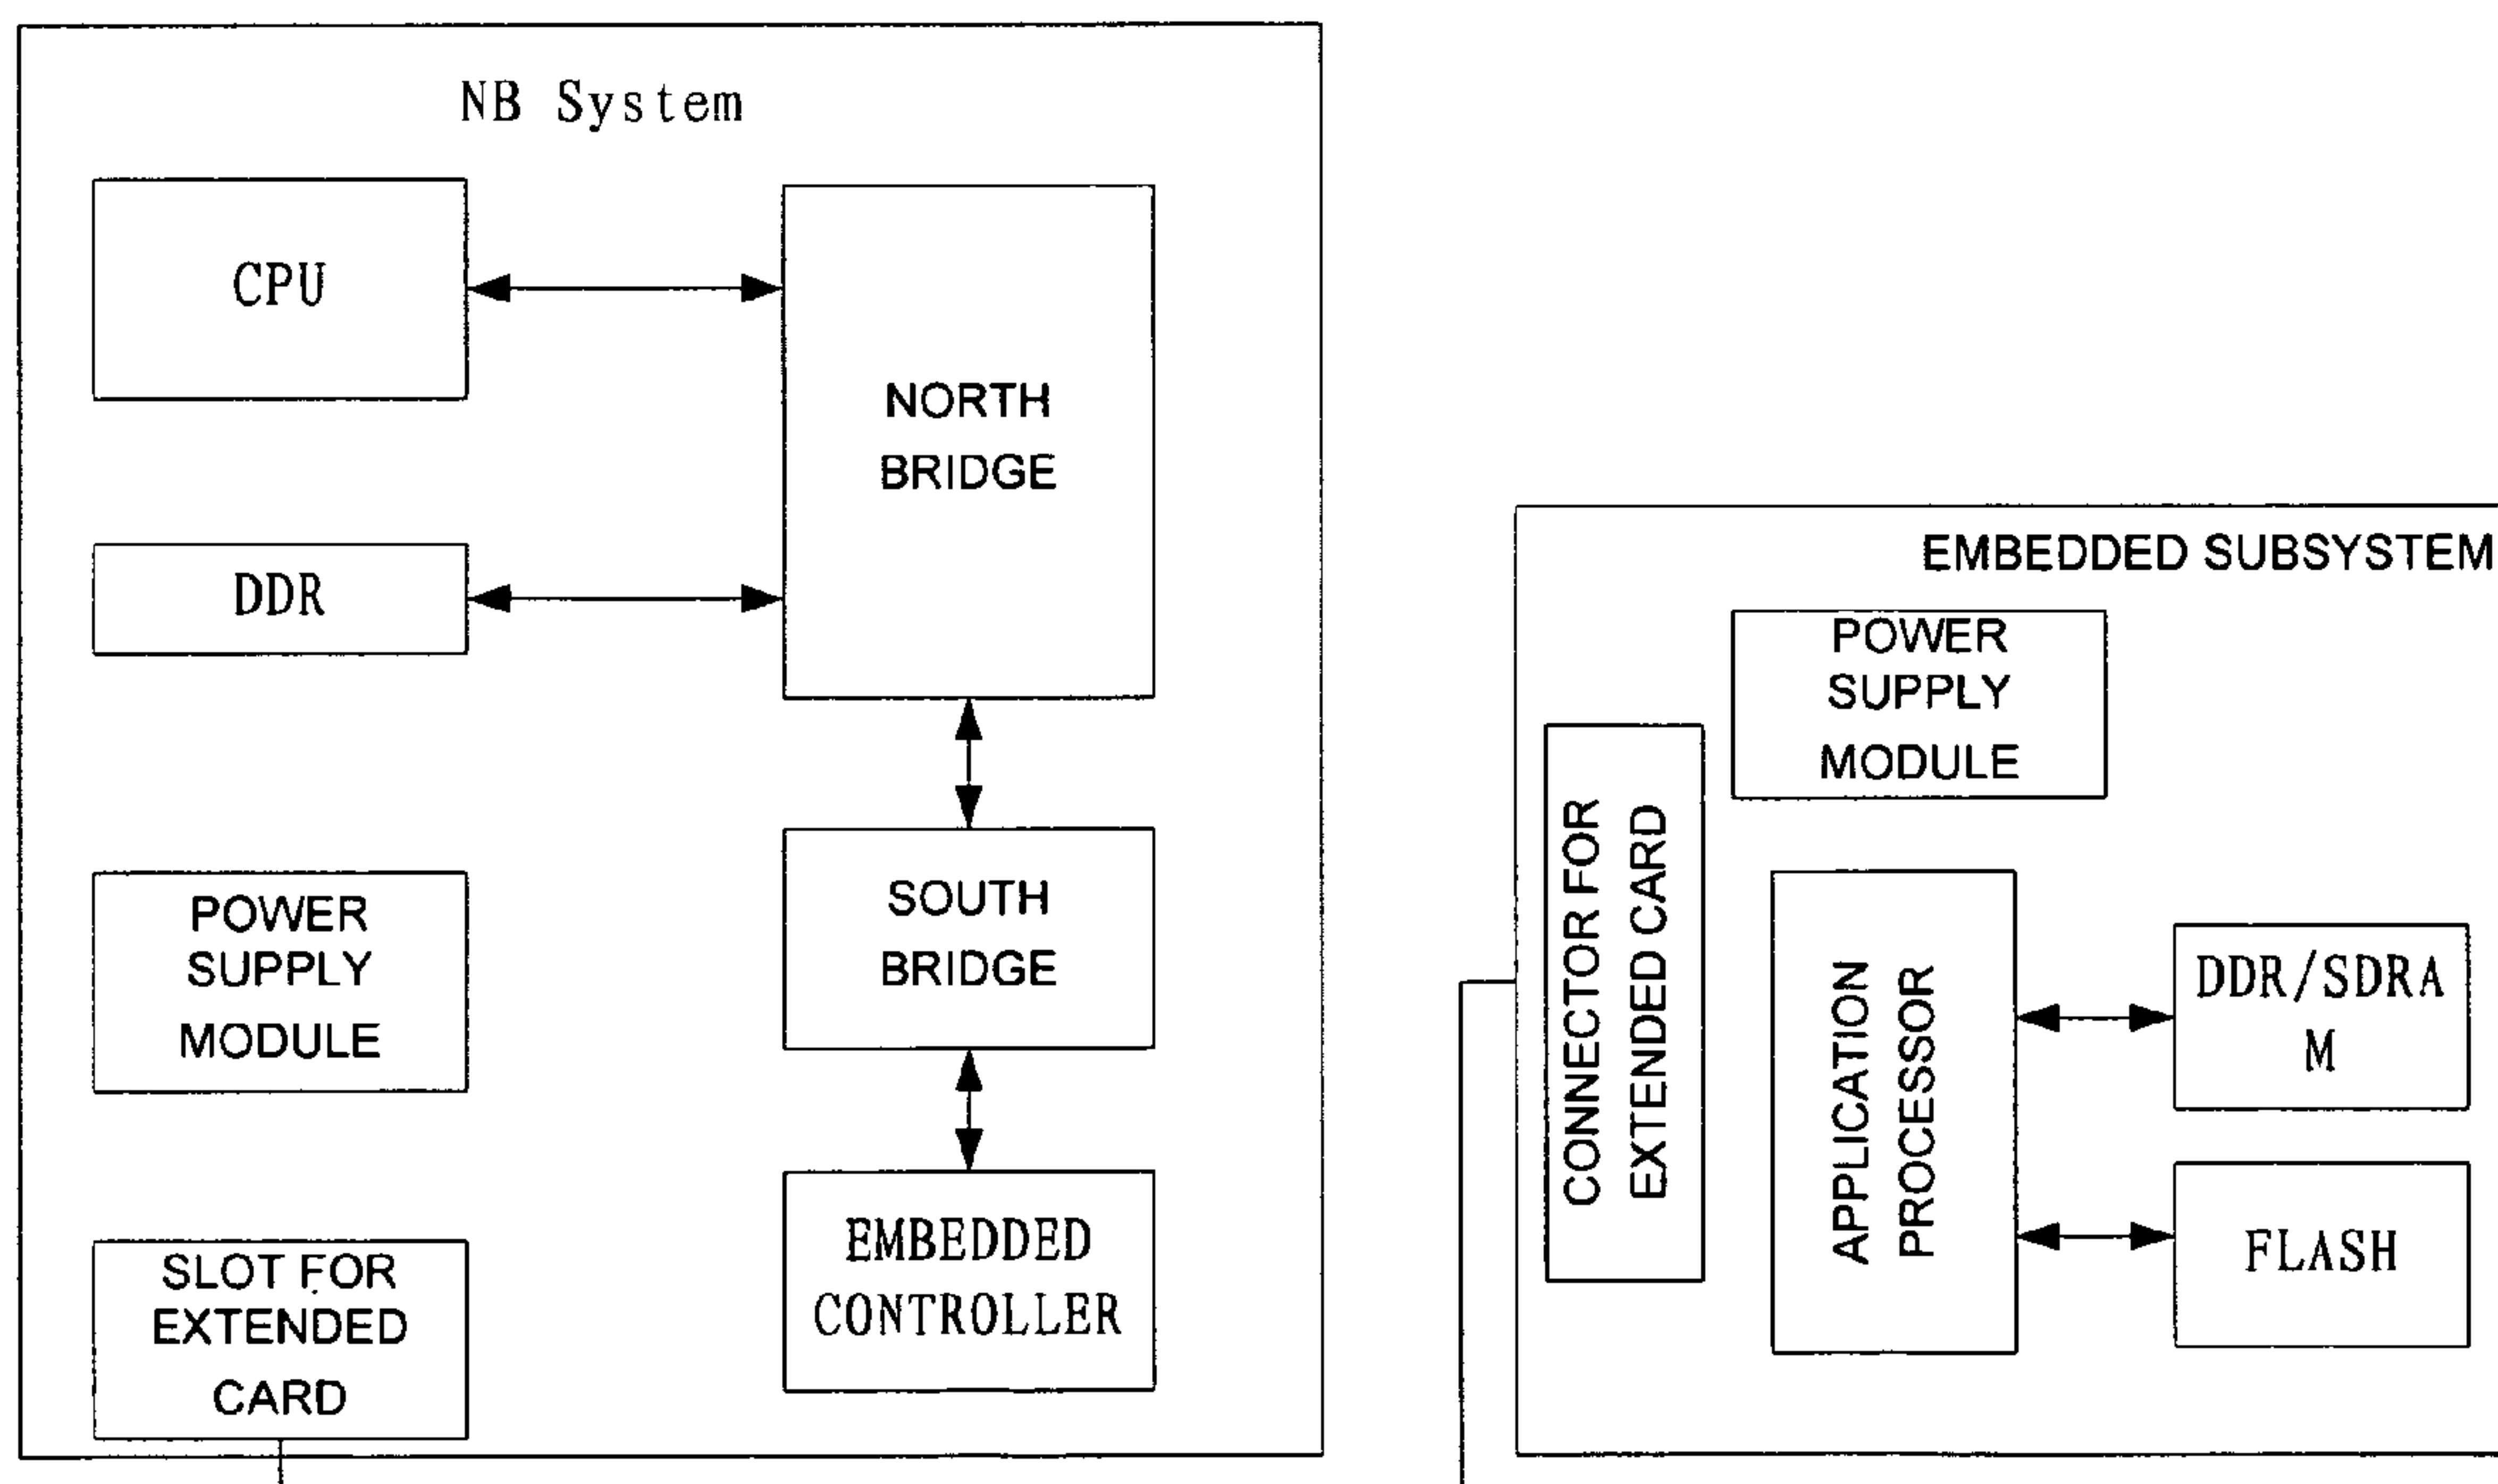 NB System
CPU
NORTH
BRIDGE
DDR
SOUTH
BRIDGE
POWER
SUPPLY
MODULE
EMBEDDED
CONTROLLER
SLOT FOR
EXTENDED
CARD
EMBEDDED SUBSYSTEM
POWER
SUPPLY
MODULE
CONNECTOR FOR
EXTENDED CARD
APPLICATION
PROCESSOR
DDR/SDRA
M
FLASH